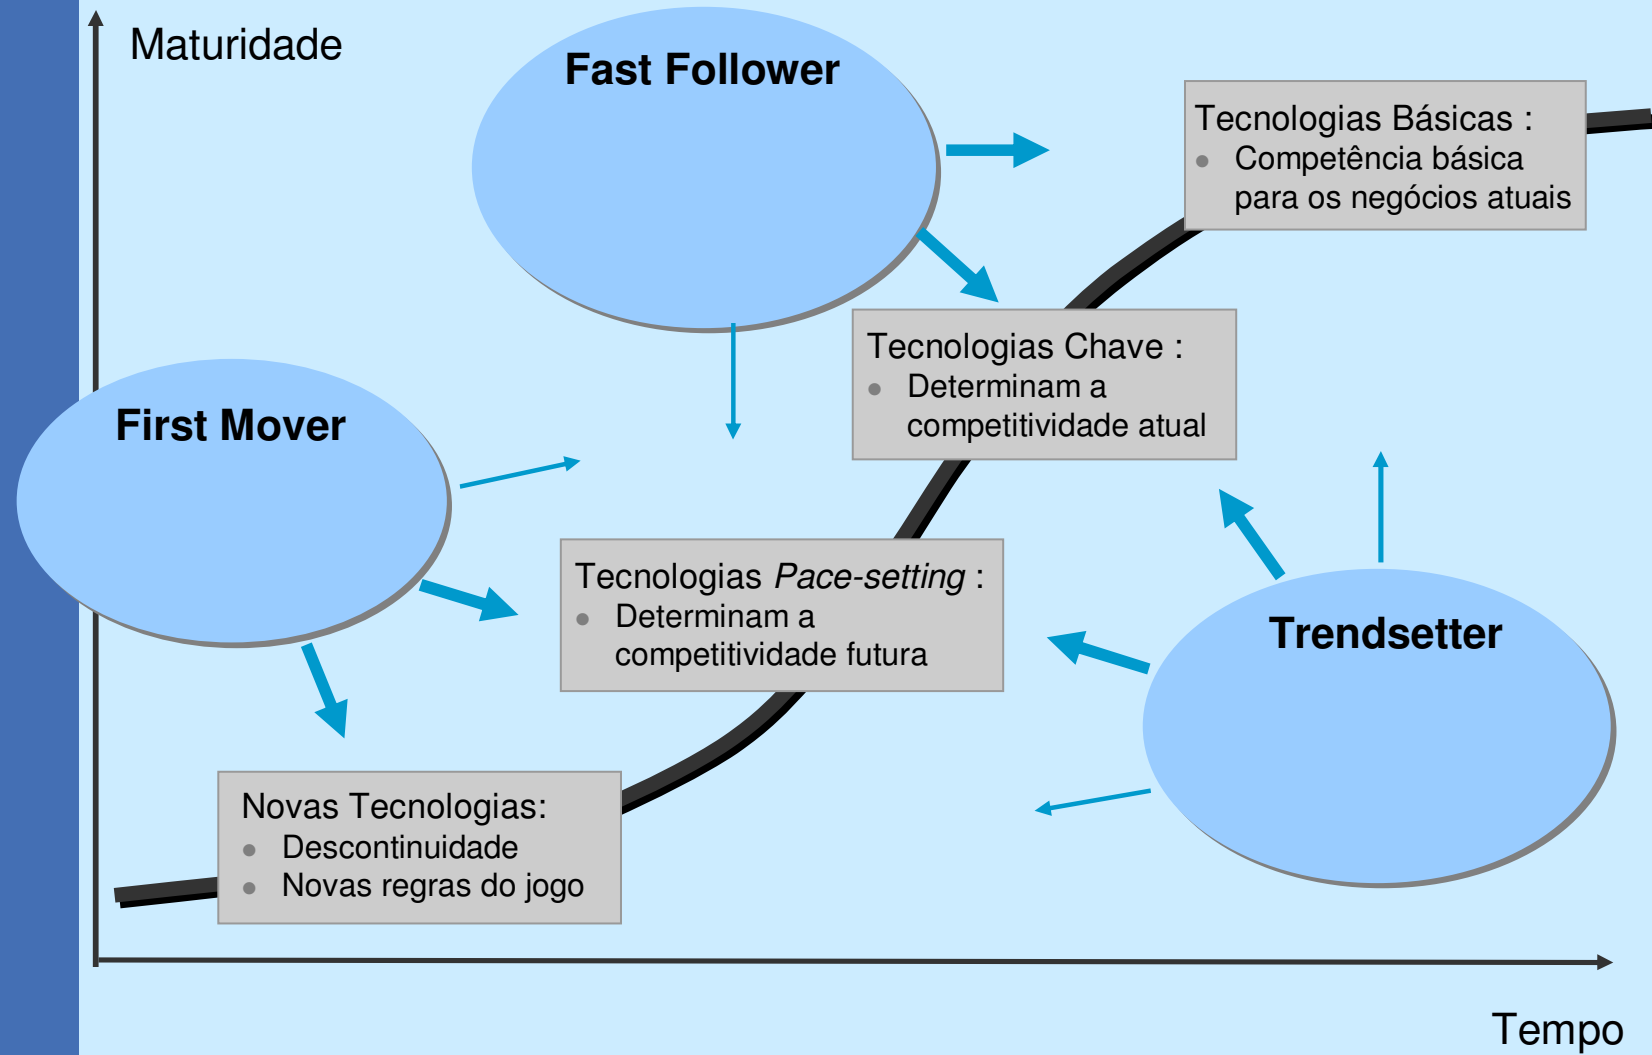 Maturidade
Fast Follower
Tecnologias Básicas :
Competência básica
para os negócios atuais
Tecnologias Chave :
Determinam a
competitividade atual
First Mover
Tecnologias Pace-setting :
Determinam a
competitividade futura
Trendsetter
Novas Tecnologias:
Descontinuidade
Novas regras do jogo
Tempo